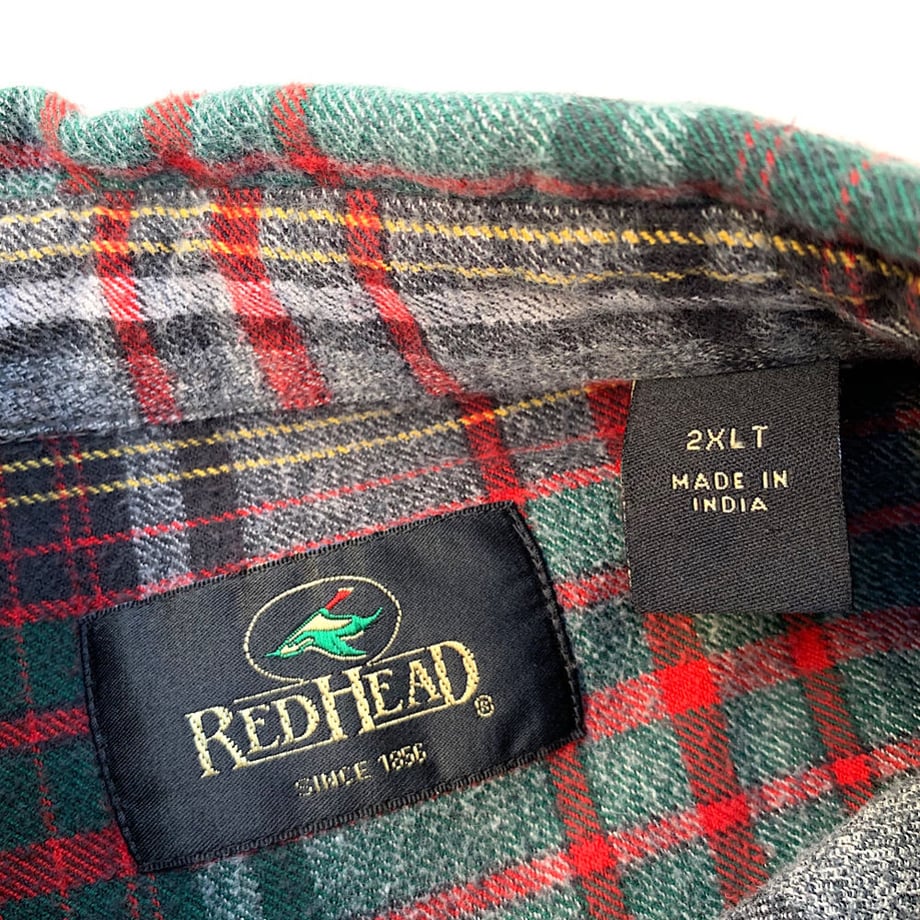 2XLT
MADE IN
INDIA
REDHEAD®
SINCE 1856